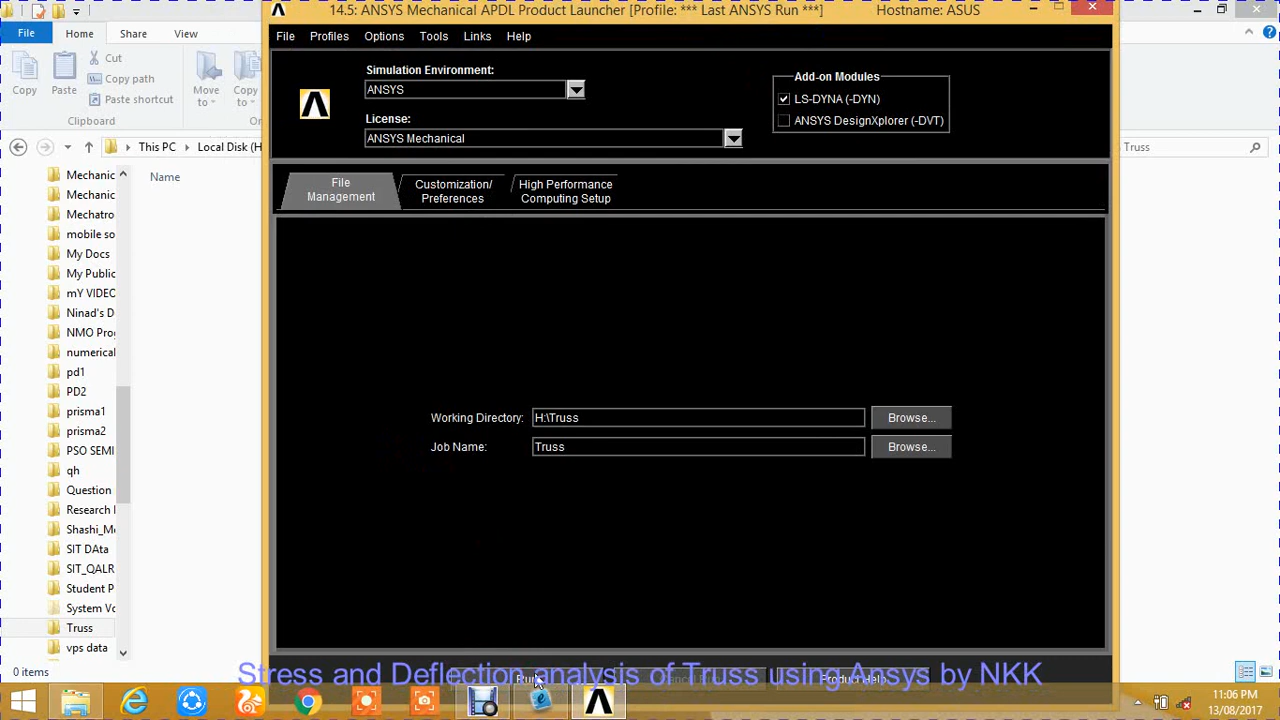 14.5: ANSYS Mechanical APDL Product Launcher [Profile: *** Last ANSYS Run ***] Hostname: ASUS
File Home Share View
File Profiles Options Tools Links Help
Copy
Paste
Cut
Copy path
Paste shortcut
Move to
Copy to
Clipboard
Simulation Environment:
ANSYS
License:
ANSYS Mechanical
Add-on Modules
LS-DYNA (-DYN)
ANSYS DesignXplorer (-DVT)
This PC Local Disk (H
Truss
File Management
Customization/ Preferences
High Performance Computing Setup
Name
Mechanic
Mechanic
Mechatro
mobile so
My Docs
My Public
mY VIDEO
Ninad's D
NMO Pro
numerical
pd1
PD2
prisma1
prisma2
PSO SEMI
qh
Question
Research
Shashi_M
SIT DAta
SIT_QALR
Student P
System Vo
Truss
vps data
Working Directory: H:\Truss Browse...
Job Name: Truss Browse...
0 items
Run
Product Help
Stress and Deflection analysis of Truss using Ansys by NKK
11:06 PM
13/08/2017